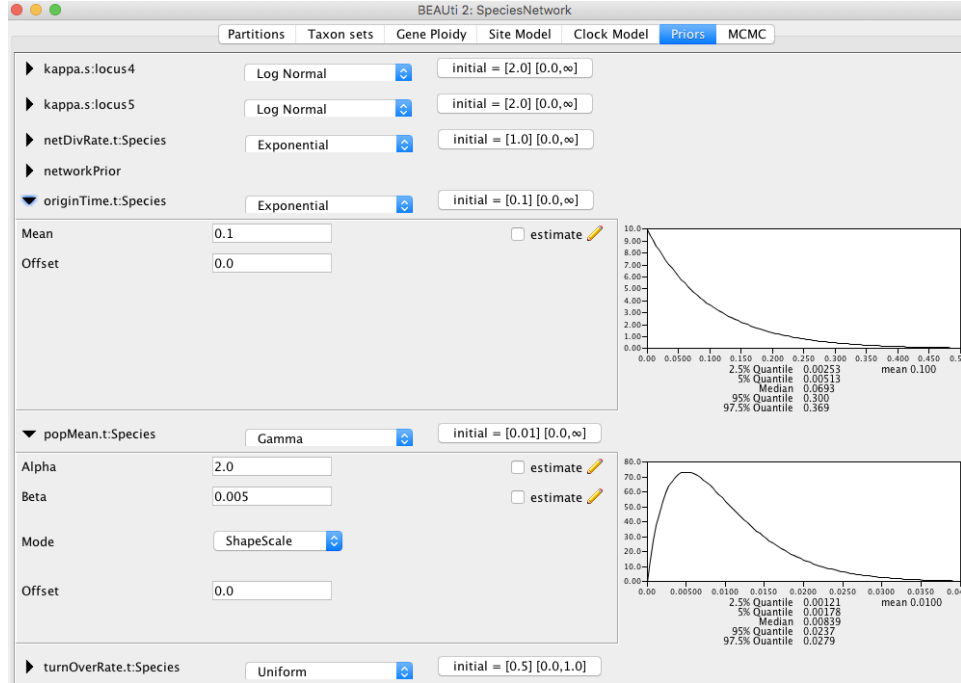 BEAUti 2: SpeciesNetwork
Partitions Taxon sets Gene Ploidy Site Model Clock Model Priors MCMC
kappa.s:locus4 Log Normal initial = [2.0] [0.0,∞]
kappa.s:locus5 Log Normal initial = [2.0] [0.0,∞]
netDivRate.t:Species Exponential initial = [1.0] [0.0,∞]
networkPrior
originTime.t:Species Exponential initial = [0.1] [0.0,∞]
Mean 0.1 estimate
Offset 0.0
10.0
9.00
8.00
7.00
6.00
5.00
4.00
3.00
2.00
1.00
0.00
0.00 0.0500 0.100 0.150 0.200 0.250 0.300 0.350 0.400 0.450
2.5% Quantile 0.00253 mean 0.100
5% Quantile 0.00513
Median 0.0693
95% Quantile 0.300
97.5% Quantile 0.369
popMean.t:Species Gamma initial = [0.01] [0.0,∞]
Alpha 2.0 estimate
Beta 0.005 estimate
Mode ShapeScale
Offset 0.0
80.0
70.0
60.0
50.0
40.0
30.0
20.0
10.0
0.00
0.00 0.00500 0.0100 0.0150 0.0200 0.0250 0.0300 0.0350
2.5% Quantile 0.00121 mean 0.0100
5% Quantile 0.00178
Median 0.00839
95% Quantile 0.0237
97.5% Quantile 0.0279
turnOverRate.t:Species Uniform initial = [0.5] [0.0,1.0]